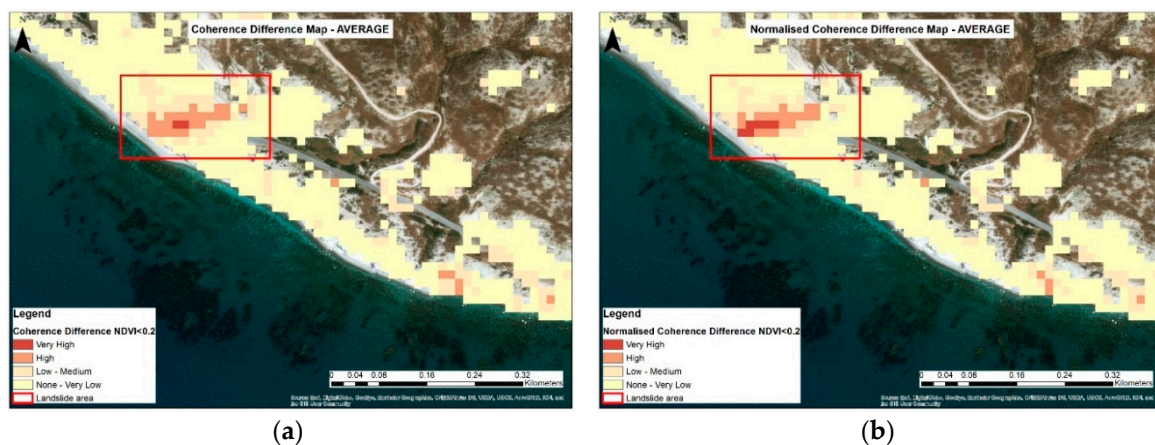 N
Coherence Difference Map - AVERAGE
Legend
Coherence Difference NDVI<0.2
Very High
High
Low - Medium
None - Very Low
Landslide area
0 0.04 0.08 0.16 0.24 0.32
Kilometers
(a)
N
Normalised Coherence Difference Map - AVERAGE
Legend
Normalised Coherence Difference NDVI<0.2
Very High
High
Low - Medium
None - Very Low
Landslide area
0 0.04 0.08 0.16 0.24 0.32
Kilometers
(b)